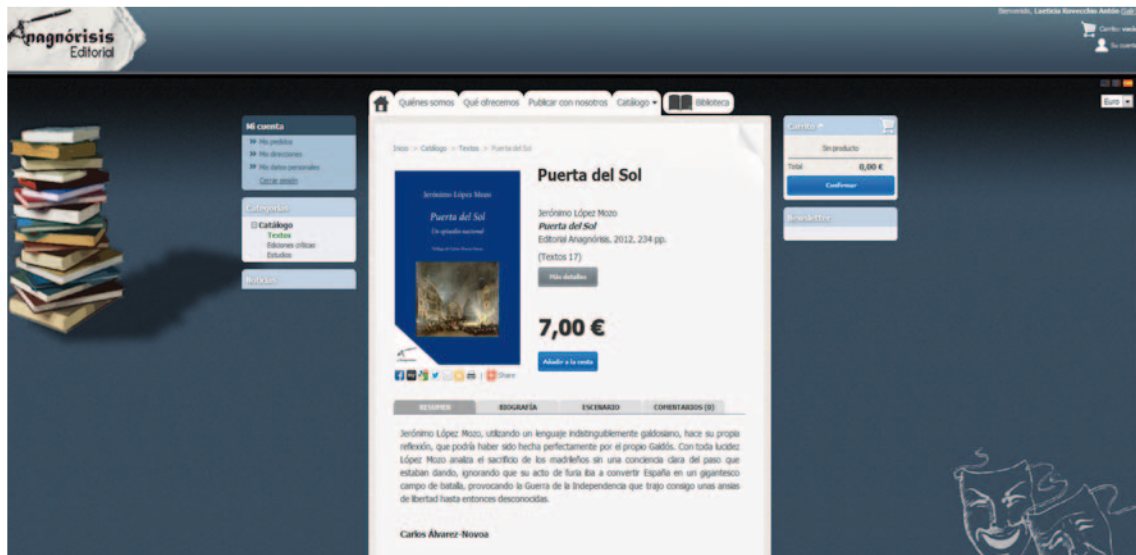 Anagnórisis
Editorial
Bienvenido, Laeticia Rovecchio Antón
Carrito:
Su cuenta
Quiénes somos Qué ofrecemos Publicar con nosotros Catálogo Biblioteca
Euro
Mi cuenta
Mis pedidos
Mis direcciones
Mis datos personales
Cerrar sesión
Categorías
Catálogo
Textos
Ediciones críticas
Estudios
Noticias
Inicio > Catálogo > Textos > Puerta del Sol
Jerónimo López Mozo
Puerta del Sol
Un episodio nacional
Puerta del Sol
Jerónimo López Mozo
Puerta del Sol
Editorial Anagnórisis, 2012, 234 pp.
(Textos 17)
Más detalles
7,00 €
Añadir a la cesta
Share
Carrito
Sin producto
Total 0,00 €
Confirmar
Newsletter
RESUMEN BIOGRAFÍA ESCENARIO COMENTARIOS (0)
Jerónimo López Mozo, utilizando un lenguaje indistinguiblemente galdosiano, hace su propia
reflexión, que podría haber sido hecha perfectamente por el propio Galdós. Con toda lucidez
López Mozo analiza el sacrificio de los madrileños sin una conciencia clara del paso que
estaban dando, ignorando que su acto de furia iba a convertir España en un gigantesco
campo de batalla, provocando la Guerra de la Independencia que trajo consigo unas ansias
de libertad hasta entonces desconocidas.
Carlos Álvarez-Novoa